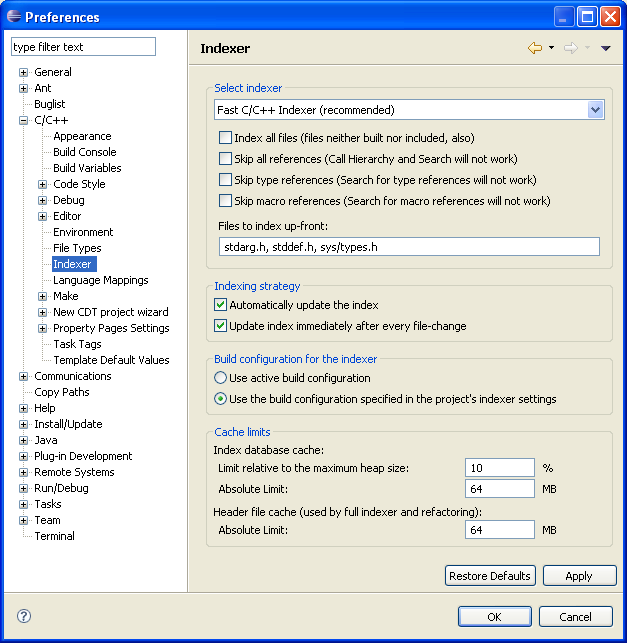 Preferences
type filter text
General
Ant
Buglist
C/C++
Appearance
Build Console
Build Variables
Code Style
Debug
Editor
Environment
File Types
Indexer
Language Mappings
Make
New CDT project wizard
Property Pages Settings
Task Tags
Template Default Values
Communications
Copy Paths
Help
Install/Update
Java
Plug-in Development
Remote Systems
Run/Debug
Tasks
Team
Terminal
Indexer
Select indexer
Fast C/C++ Indexer (recommended)
Index all files (files neither built nor included, also)
Skip all references (Call Hierarchy and Search will not work)
Skip type references (Search for type references will not work)
Skip macro references (Search for macro references will not work)
Files to index up-front:
stdarg.h, stddef.h, sys/types.h
Indexing strategy
Automatically update the index
Update index immediately after every file-change
Build configuration for the indexer
Use active build configuration
Use the build configuration specified in the project's indexer settings
Cache limits
Index database cache:
Limit relative to the maximum heap size: 10 %
Absolute Limit: 64 MB
Header file cache (used by full indexer and refactoring):
Absolute Limit: 64 MB
Restore Defaults Apply
? OK Cancel